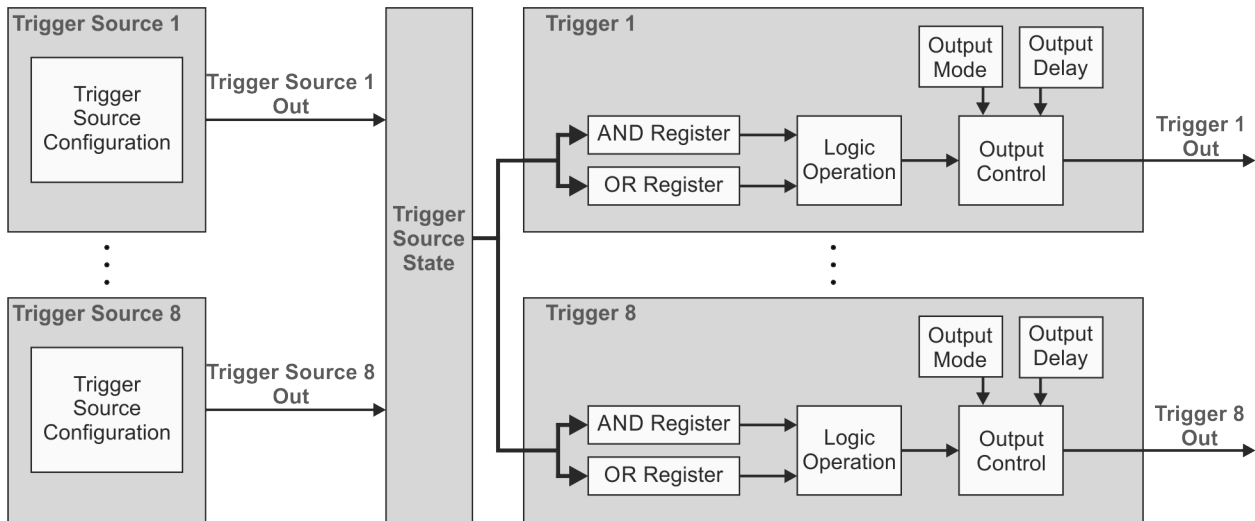 Trigger Source 1
Trigger
Source
Configuration
Trigger Source 1
Out
Trigger Source 8
Trigger
Source
Configuration
Trigger Source 8
Out
Trigger
Source
State
Trigger 1
Output
Mode
Output
Delay
AND Register
OR Register
Logic
Operation
Output
Control
Trigger 1
Out
Trigger 8
Output
Mode
Output
Delay
AND Register
OR Register
Logic
Operation
Output
Control
Trigger 8
Out